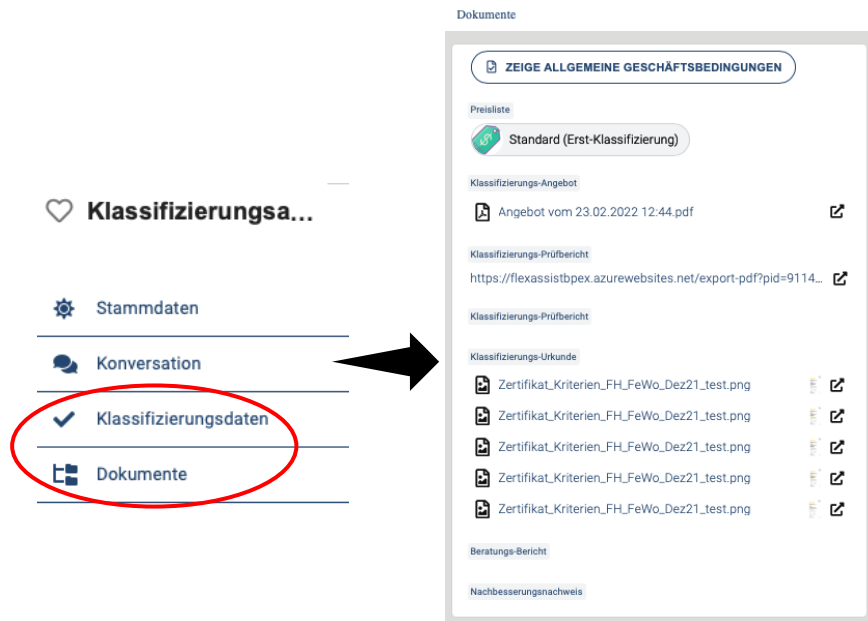 Klassifizierungsa...
Stammdaten
Konversation
Klassifizierungsdaten
Dokumente
Dokumente
ZEIGE ALLGEMEINE GESCHÄFTSBEDINGUNGEN
Preisliste
Standard (Erst-Klassifizierung)
Klassifizierungs-Angebot
Angebot vom 23.02.2022 12:44.pdf
Klassifizierungs-Prüfbericht
https://flexassistbpex.azurewebsites.net/export-pdf?pid=9114...
Klassifizierungs-Prüfbericht
Klassifizierungs-Urkunde
Zertifikat_Kriterien_FH_FeWo_Dez21_test.png
Zertifikat_Kriterien_FH_FeWo_Dez21_test.png
Zertifikat_Kriterien_FH_FeWo_Dez21_test.png
Zertifikat_Kriterien_FH_FeWo_Dez21_test.png
Zertifikat_Kriterien_FH_FeWo_Dez21_test.png
Beratungs-Bericht
Nachbesserungsnachweis